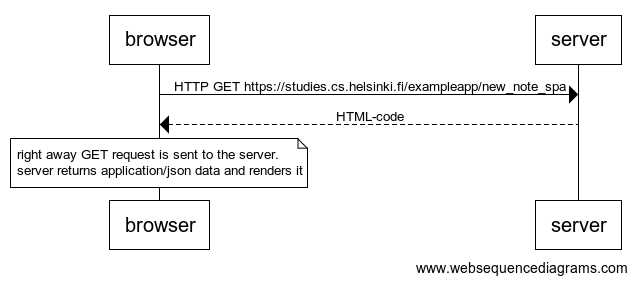 browser server
HTTP GET https://studies.cs.helsinki.fi/exampleapp/new_note_spa
HTML-code
right away GET request is sent to the server.
server returns application/json data and renders it
browser server
www.websequencediagrams.com